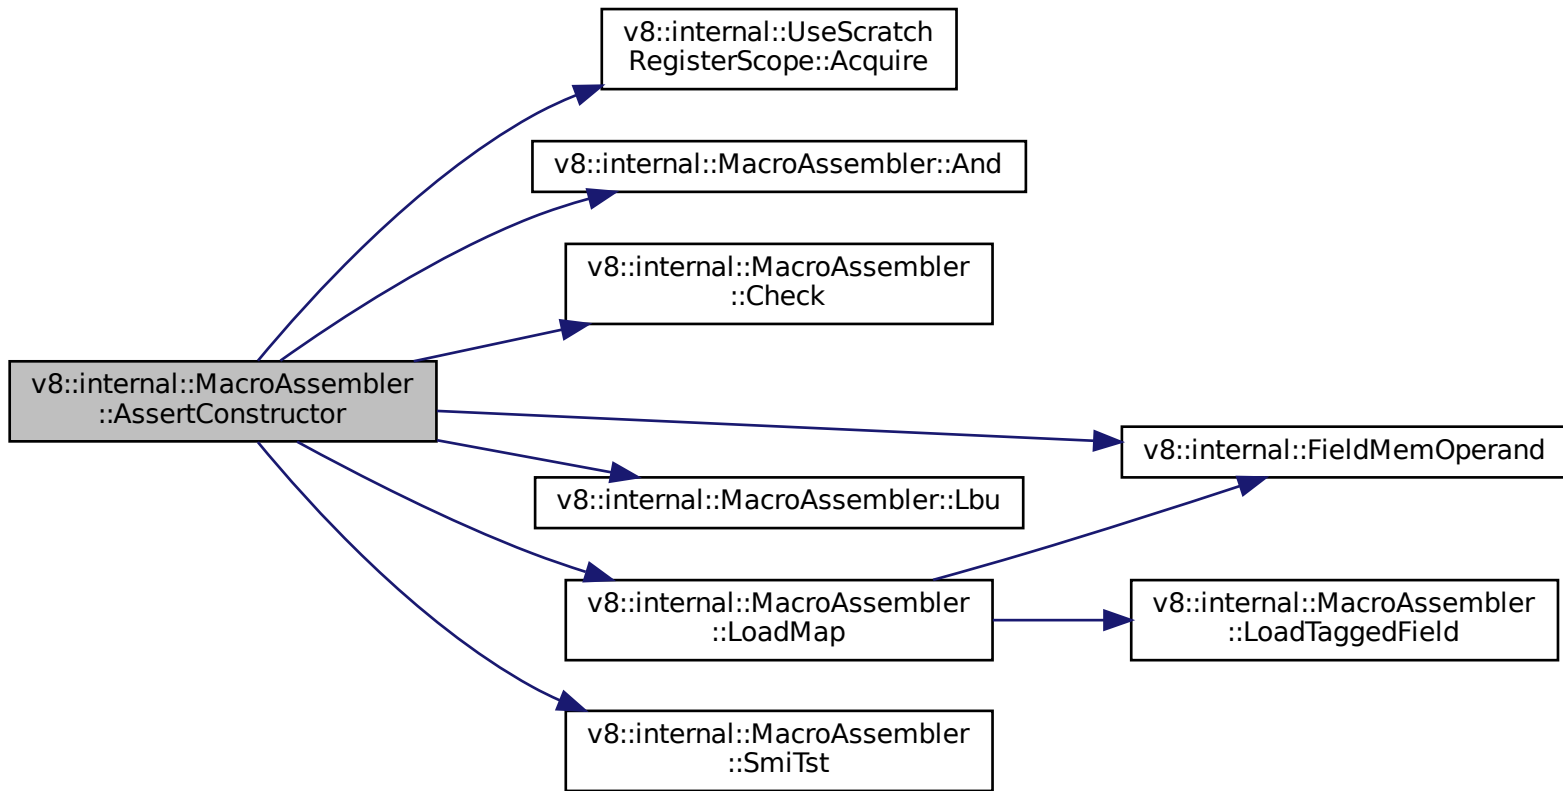 v8::internal::UseScratch
RegisterScope::Acquire
v8::internal::MacroAssembler::And
v8::internal::MacroAssembler
::Check
v8::internal::MacroAssembler
::AssertConstructor
v8::internal::FieldMemOperand
v8::internal::MacroAssembler::Lbu
v8::internal::MacroAssembler
::LoadMap
v8::internal::MacroAssembler
::LoadTaggedField
v8::internal::MacroAssembler
::SmiTst